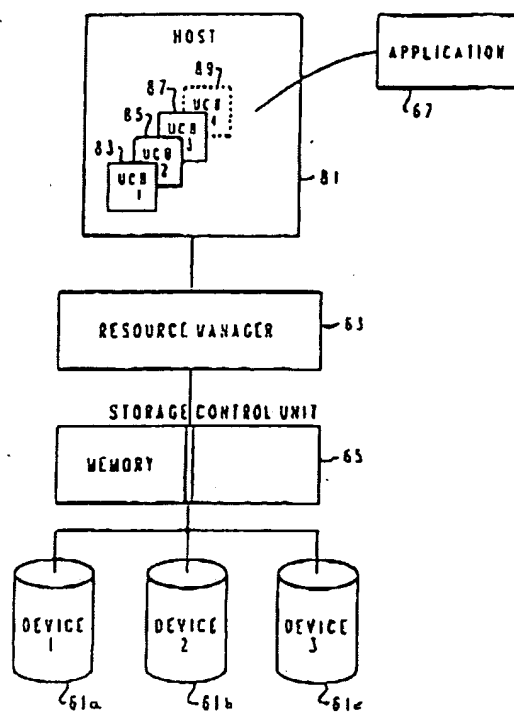 HOST
89
87
85
83
UCB
4
UCB
3
UCB
2
UCB
1
APPLICATION
67
81
RESOURCE MANAGER
63
STORAGE CONTROL UNIT
MEMORY
65
DEVICE
1
DEVICE
2
DEVICE
3
61a
61b
61c